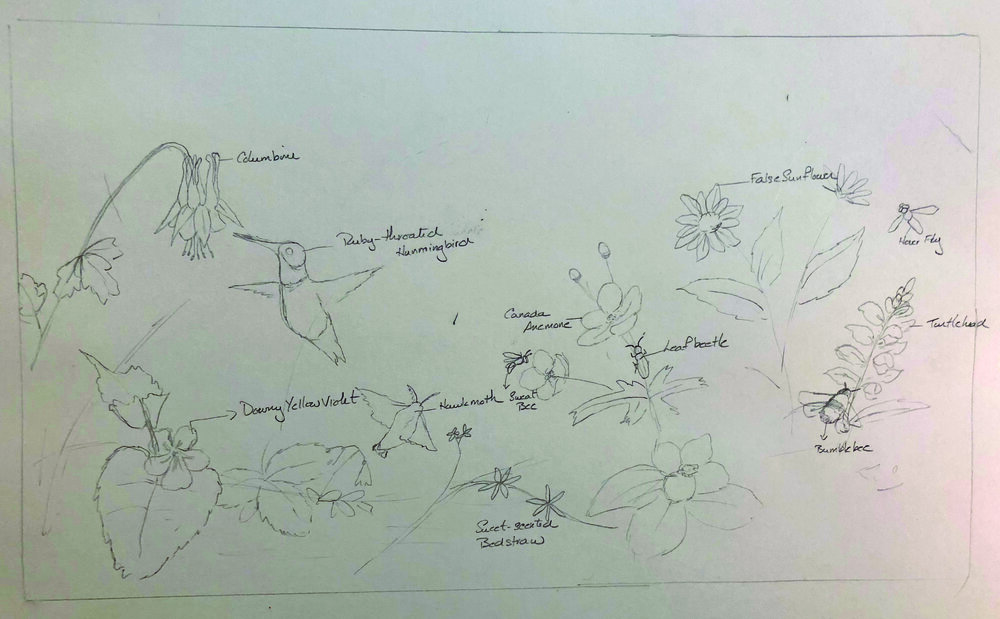 Columbine
Ruby-throated
Hummingbird
False Sunflower
Hover Fly
Canada
Anemone
Leaf beetle
Turtlehead
Downy Yellow Violet
Hawkmoth
Sweat
Bee
Bumblebee
Sweet-scented
Bedstraw